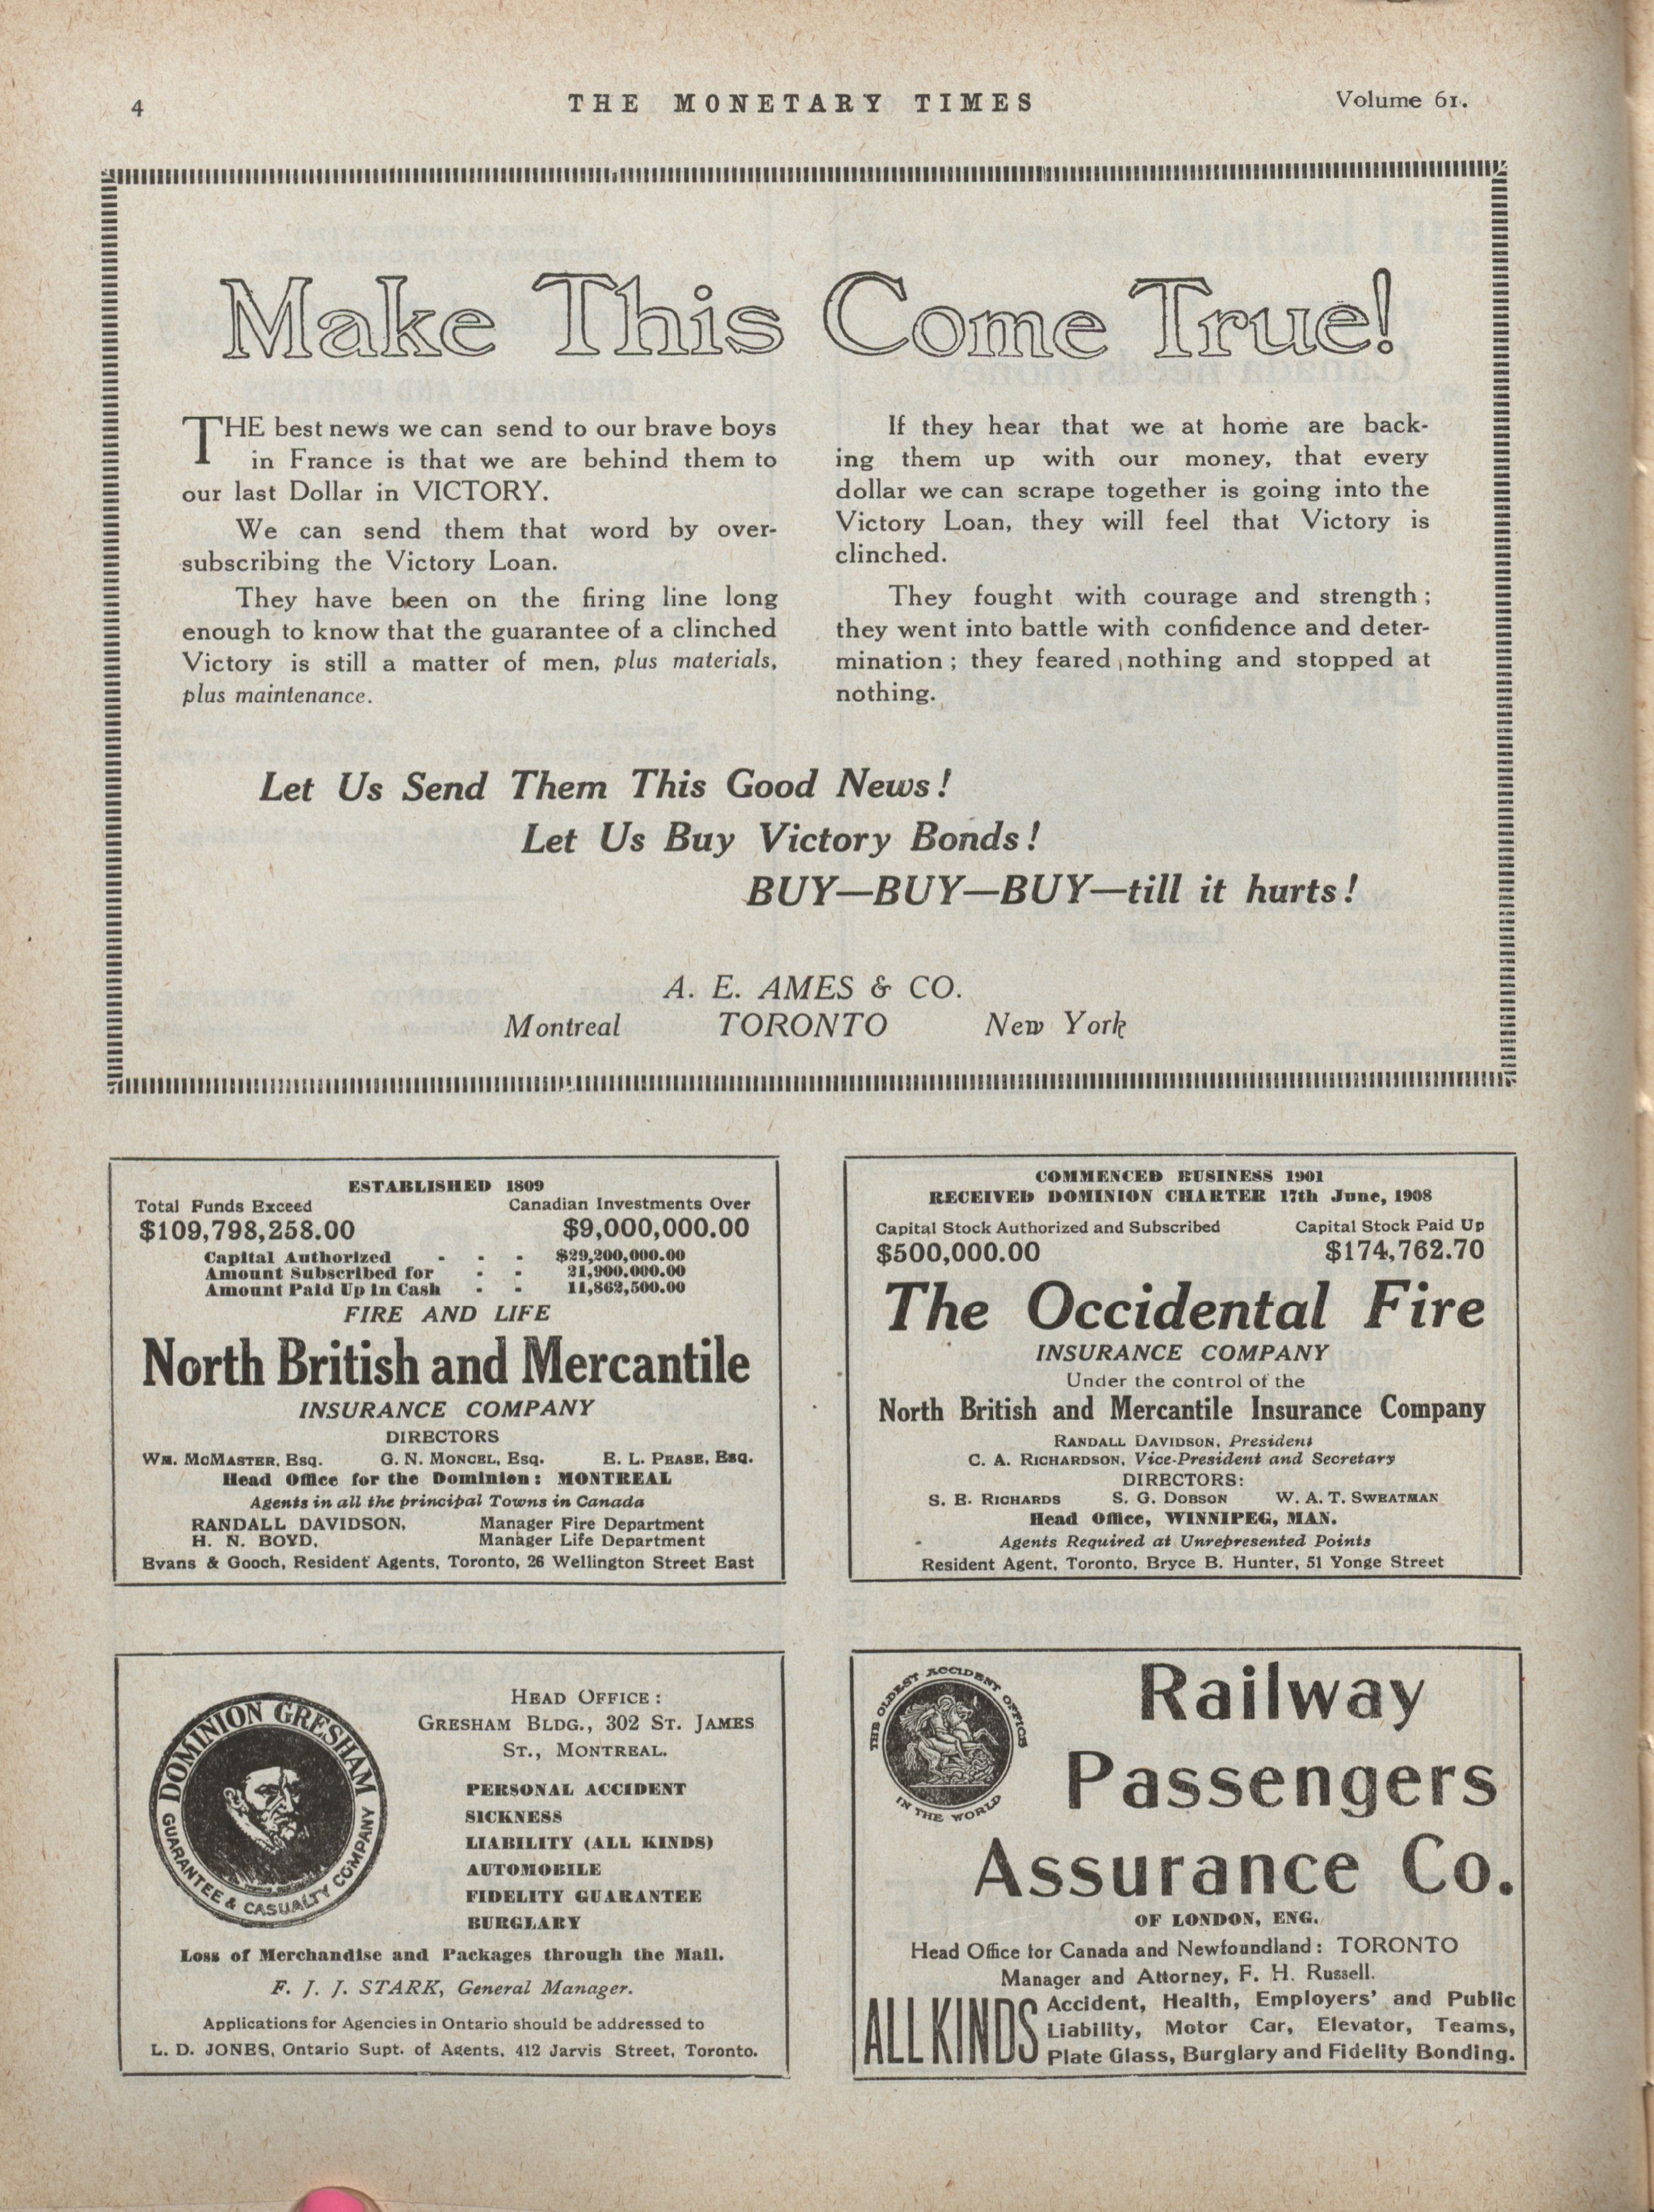 4
THE MONETARY TIMES
Volume 61.
Make This Come True!
THE best news we can send to our brave boys
in France is that we are behind them to
our last Dollar in VICTORY.
We can send them that word by over-
subscribing the Victory Loan.
They have been on the firing line long
enough to know that the guarantee of a clinched
Victory is still a matter of men, plus materials,
plus maintenance.
If they hear that we at home are back-
ing them up with our money, that every
dollar we can scrape together is going into the
Victory Loan, they will feel that Victory is
clinched.
They fought with courage and strength;
they went into battle with confidence and deter-
mination; they feared nothing and stopped at
nothing.
Let Us Send Them This Good News!
Let Us Buy Victory Bonds!
BUY—BUY—BUY—till it hurts!
A. E. AMES & CO.
Montreal TORONTO New York
ESTABLISHED 1809
Total Funds Exceed Canadian Investments Over
$109,798,258.00 $9,000,000.00
Capital Authorized - - - $29,200,000.00
Amount Subscribed for - - 21,900,000.00
Amount Paid Up in Cash - - 11,862,500.00
FIRE AND LIFE
North British and Mercantile
INSURANCE COMPANY
DIRECTORS
WM. MCMASTER, Esq. G. N. MONCEL, Esq. E. L. PEASE, Esq.
Head Office for the Dominion: MONTREAL
Agents in all the principal Towns in Canada
RANDALL DAVIDSON, Manager Fire Department
H. N. BOYD, Manager Life Department
Evans & Gooch, Resident Agents, Toronto, 26 Wellington Street East
COMMENCED BUSINESS 1901
RECEIVED DOMINION CHARTER 17th June, 1908
Capital Stock Authorized and Subscribed Capital Stock Paid Up
$500,000.00 $174,762.70
The Occidental Fire
INSURANCE COMPANY
Under the control of the
North British and Mercantile Insurance Company
RANDALL DAVIDSON, President
C. A. RICHARDSON, Vice-President and Secretary
DIRECTORS:
S. E. RICHARDS S. G. DOBSON W. A. T. SWEATMAN
Head Office, WINNIPEG, MAN.
Agents Required at Unrepresented Points
Resident Agent, Toronto, Bryce B. Hunter, 51 Yonge Street
DOMINION GRESHAM
GUARANTEE & CASUALTY COMPANY
HEAD OFFICE:
GRESHAM BLDG., 302 ST. JAMES
ST., MONTREAL.
PERSONAL ACCIDENT
SICKNESS
LIABILITY (ALL KINDS)
AUTOMOBILE
FIDELITY GUARANTEE
BURGLARY
Loss of Merchandise and Packages through the Mail.
F. J. J. STARK, General Manager.
Applications for Agencies in Ontario should be addressed to
L. D. JONES, Ontario Supt. of Agents, 412 Jarvis Street, Toronto.
THE OLDEST ACCIDENT OFFICE
IN THE WORLD
Railway
Passengers
Assurance Co.
OF LONDON, ENG.
Head Office for Canada and Newfoundland: TORONTO
Manager and Attorney, F. H. Russell.
ALL KINDS
Accident, Health, Employers' and Public
Liability, Motor Car, Elevator, Teams,
Plate Glass, Burglary and Fidelity Bonding.